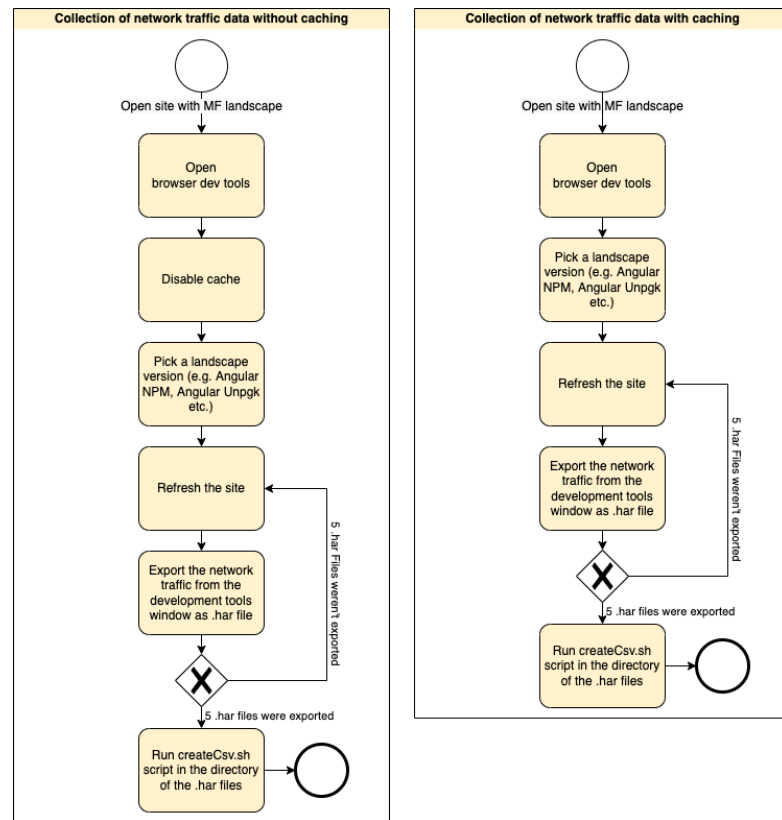 Collection of network traffic data without caching
Open site with MF landscape
Open
browser dev tools
Disable cache
Pick a landscape
version (e.g. Angular
NPM, Angular Unpgk
etc.)
Refresh the site
5 .har Files weren't exported
Export the network
traffic from the
development tools
window as .har file
5 .har files were exported
Run createCsv.sh
script in the directory
of the .har files
Collection of network traffic data with caching
Open site with MF landscape
Open
browser dev tools
Pick a landscape
version (e.g. Angular
NPM, Angular Unpgk
etc.)
Refresh the site
5 .har Files weren't exported
Export the network
traffic from the
development tools
window as .har file
5 .har files were exported
Run createCsv.sh
script in the directory
of the .har files